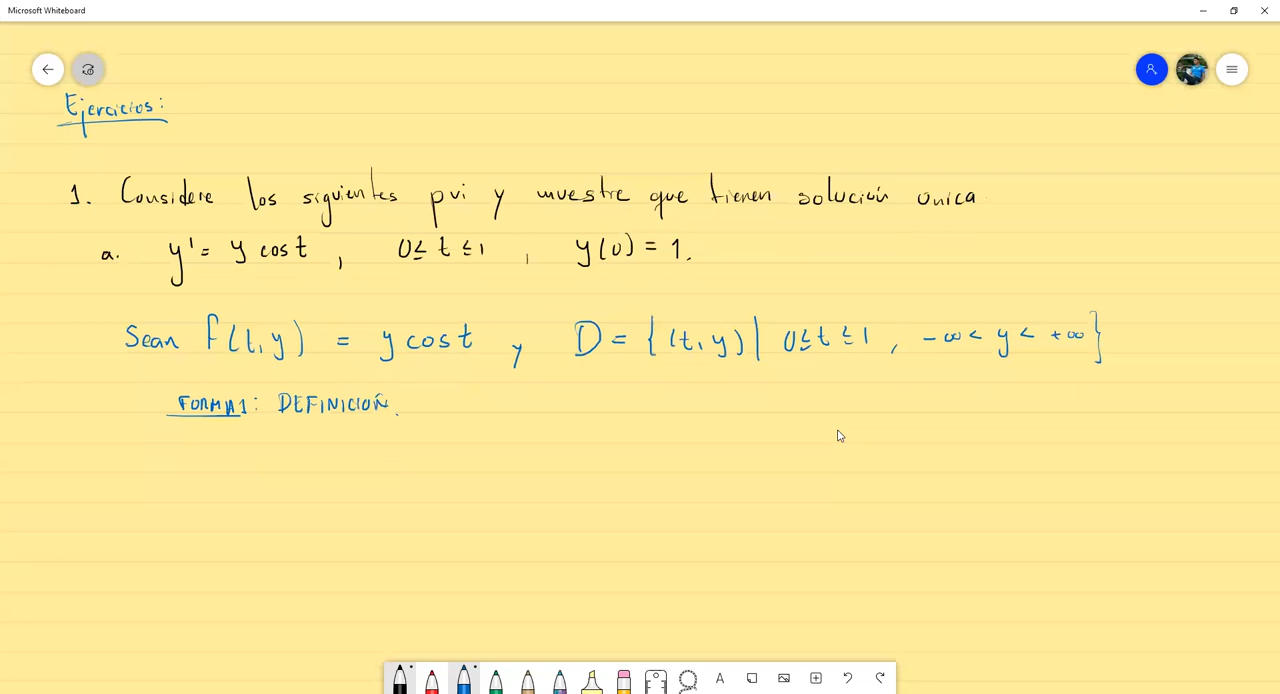 Microsoft Whiteboard
Ejercicios:
1. Considere los siguientes pvi y muestre que tienen solución única
a. y' = y cos t , 0 ≤ t ≤ 1 , y(0) = 1.
Sean f(t,y) = y cos t y D = { (t,y) | 0 ≤ t ≤ 1 , -∞ < y < +∞ }
FORMA 1: DEFINICIÓN.
A